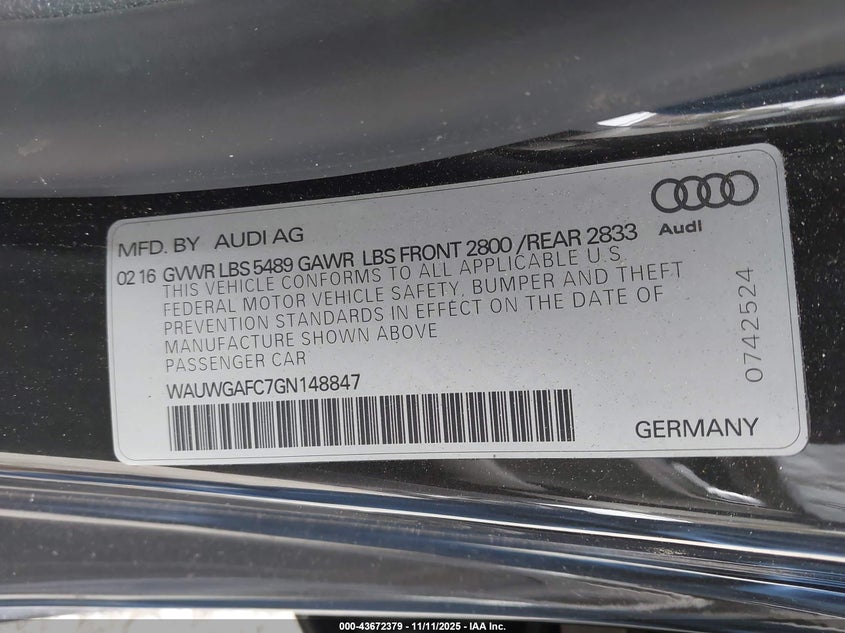 MFD. BY AUDI AG
02 16 GVWR LBS 5489 GAWR LBS FRONT 2800 /REAR 2833
THIS VEHICLE CONFORMS TO ALL APPLICABLE U.S.
FEDERAL MOTOR VEHICLE SAFETY, BUMPER AND THEFT
PREVENTION STANDARDS IN EFFECT ON THE DATE OF
MANUFACTURE SHOWN ABOVE
PASSENGER CAR
WAUWGAFC7GN148847
Audi
0742524
GERMANY
000-43672379 - 11/11/2025 - IAA Inc.